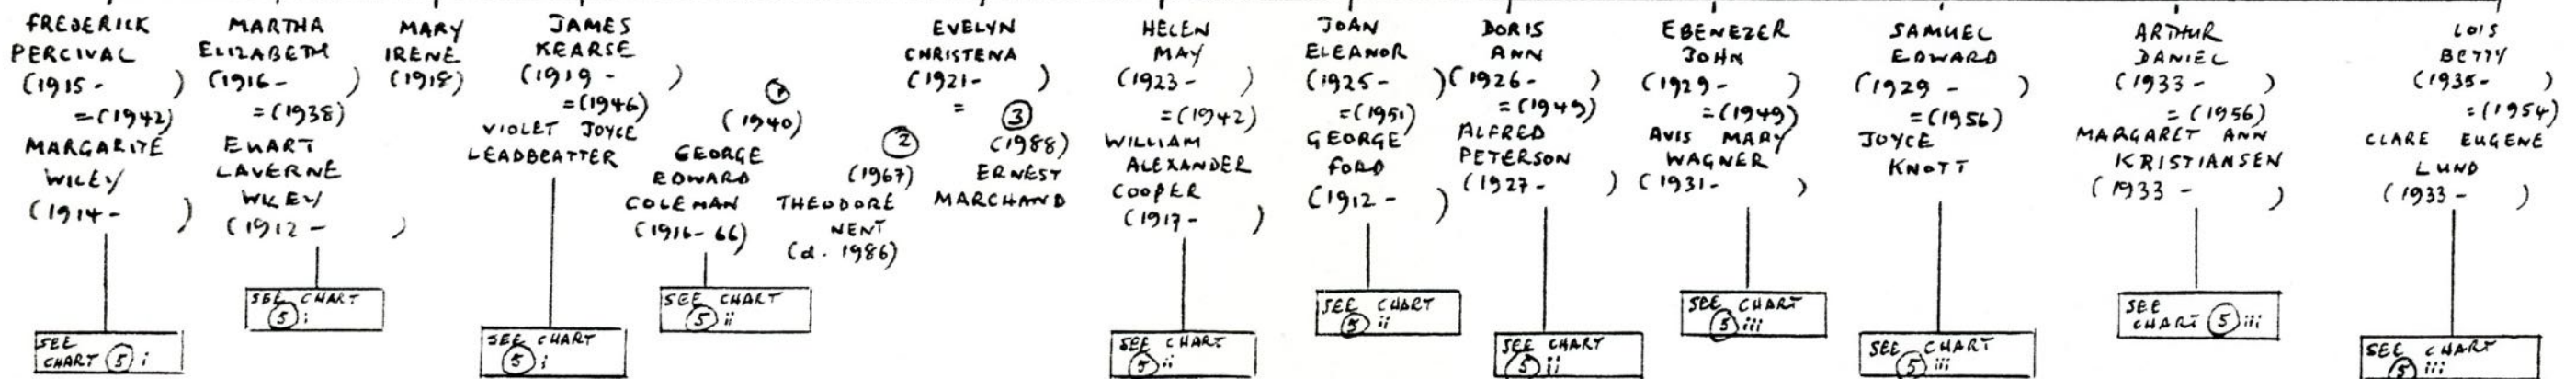 FREDERICK
PERCIVAL
(1915- )
=(1942)
MARGARITE
WILEY
(1914- )
SEE
CHART 5 i
MARTHA
ELIZABETH
(1916- )
=(1938)
EWART
LAVERNE
WILEY
(1912- )
SEE CHART
5 i
MARY
IRENE
(1918)
JAMES
KEARSE
(1919- )
=(1946)
VIOLET JOYCE
LEADBEATTER
SEE CHART
5 i
EVELYN
CHRISTENA
(1921- )
=
1
(1940)
GEORGE
EDWARD
COLEMAN
(1916-66)
SEE CHART
5 ii
2
(1967)
THEODORE
NENT
(d. 1986)
3
(1988)
ERNEST
MARCHAND
HELEN
MAY
(1923- )
=(1942)
WILLIAM
ALEXANDER
COOPER
(1917- )
SEE CHART
5 ii
JOAN
ELEANOR
(1925- )
=(1951)
GEORGE
FORD
(1912- )
SEE CHART
5 ii
DORIS
ANN
(1926- )
=(1949)
ALFRED
PETERSON
(1927- )
SEE CHART
5 ii
EBENEZER
JOHN
(1929- )
=(1949)
AVIS MARY
WAGNER
(1931- )
SEE CHART
5 iii
SAMUEL
EDWARD
(1929 - )
=(1956)
JOYCE
KNOTT
SEE CHART
5 iii
ARTHUR
DANIEL
(1933- )
=(1956)
MARGARET ANN
KRISTIANSEN
(1933 - )
SEE
CHART 5 iii
LOIS
BETTY
(1935- )
=(1954)
CLARE EUGENE
LUND
(1933 - )
SEE CHART
5 iii